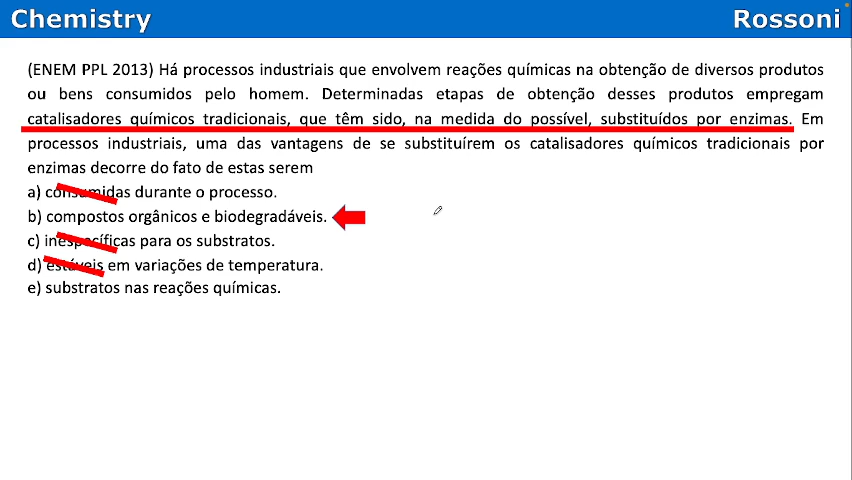 Chemistry
Rossoni
(ENEM PPL 2013) Há processos industriais que envolvem reações químicas na obtenção de diversos produtos
ou bens consumidos pelo homem. Determinadas etapas de obtenção desses produtos empregam
catalisadores químicos tradicionais, que têm sido, na medida do possível, substituídos por enzimas. Em
processos industriais, uma das vantagens de se substituírem os catalisadores químicos tradicionais por
enzimas decorre do fato de estas serem
a) consumidas durante o processo.
b) compostos orgânicos e biodegradáveis.
c) inespecíficas para os substratos.
d) estáveis em variações de temperatura.
e) substratos nas reações químicas.